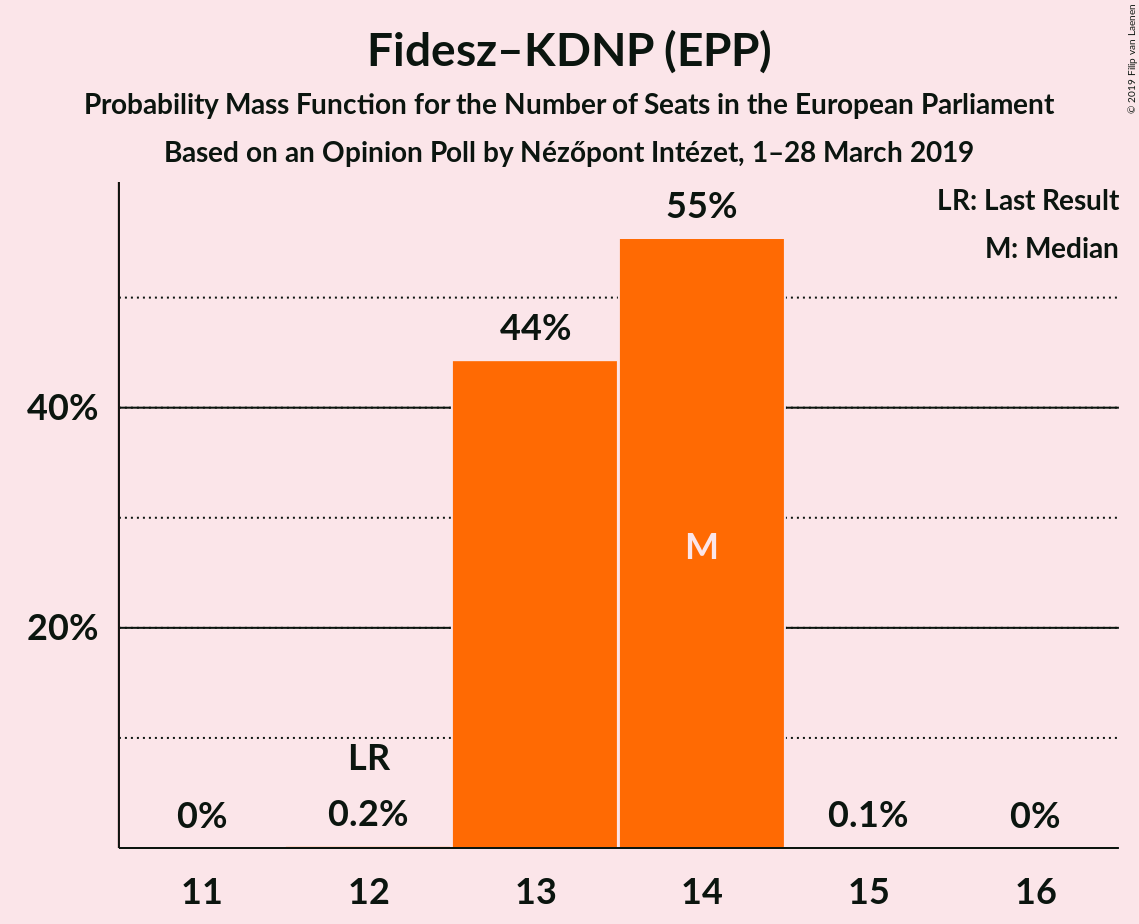 Fidesz–KDNP (EPP)
Probability Mass Function for the Number of Seats in the European Parliament
Based on an Opinion Poll by Nézőpont Intézet, 1–28 March 2019
© 2019 Filip van Laenen
LR: Last Result
M: Median
55%
44%
40%
M
20%
LR
0%
0.2%
0.1%
0%
11
12
13
14
15
16